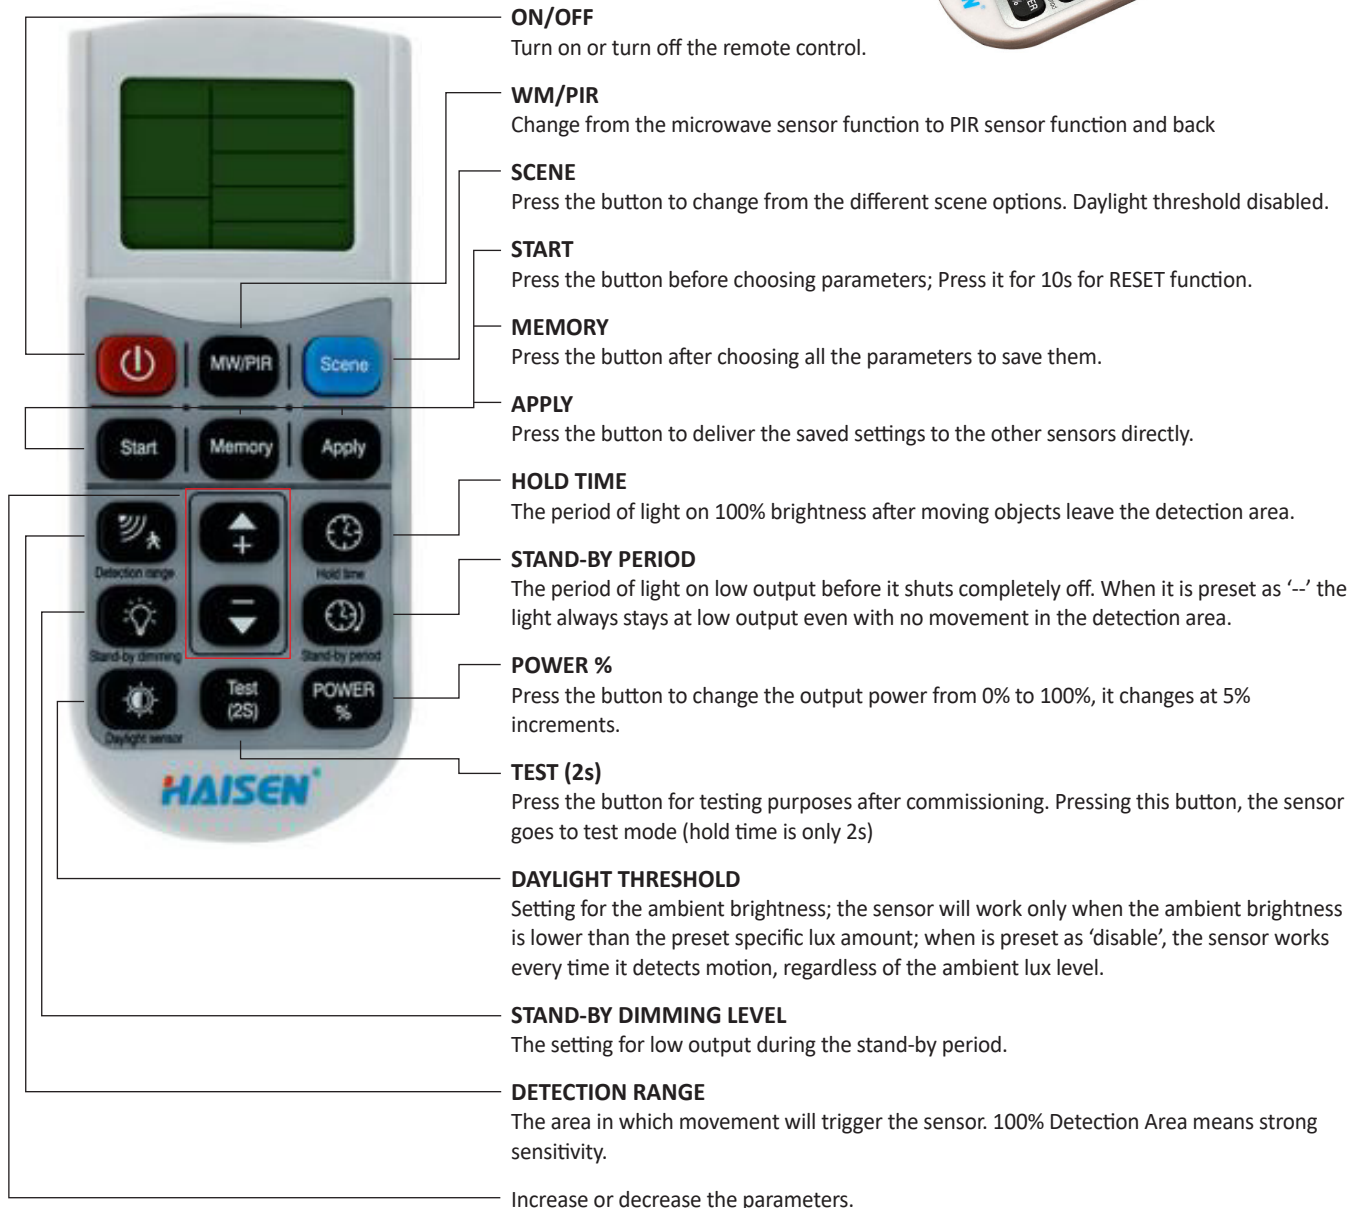 ON/OFF
Turn on or turn off the remote control.
WM/PIR
Change from the microwave sensor function to PIR sensor function and back
SCENE
Press the button to change from the different scene options. Daylight threshold disabled.
START
Press the button before choosing parameters; Press it for 10s for RESET function.
MEMORY
Press the button after choosing all the parameters to save them.
APPLY
Press the button to deliver the saved settings to the other sensors directly.
HOLD TIME
The period of light on 100% brightness after moving objects leave the detection area.
STAND-BY PERIOD
The period of light on low output before it shuts completely off. When it is preset as ‘--’ the
light always stays at low output even with no movement in the detection area.
POWER %
Press the button to change the output power from 0% to 100%, it changes at 5%
increments.
TEST (2s)
Press the button for testing purposes after commissioning. Pressing this button, the sensor
goes to test mode (hold time is only 2s)
DAYLIGHT THRESHOLD
Setting for the ambient brightness; the sensor will work only when the ambient brightness
is lower than the preset specific lux amount; when is preset as ‘disable’, the sensor works
every time it detects motion, regardless of the ambient lux level.
STAND-BY DIMMING LEVEL
The setting for low output during the stand-by period.
DETECTION RANGE
The area in which movement will trigger the sensor. 100% Detection Area means strong
sensitivity.
Increase or decrease the parameters.
MW/PIR
Scene
Start
Memory
Apply
+
Detection range
Hold time
−
Stand-by dimming
Stand-by period
Test
(2S)
POWER
%
Daylight sensor
HAISEN